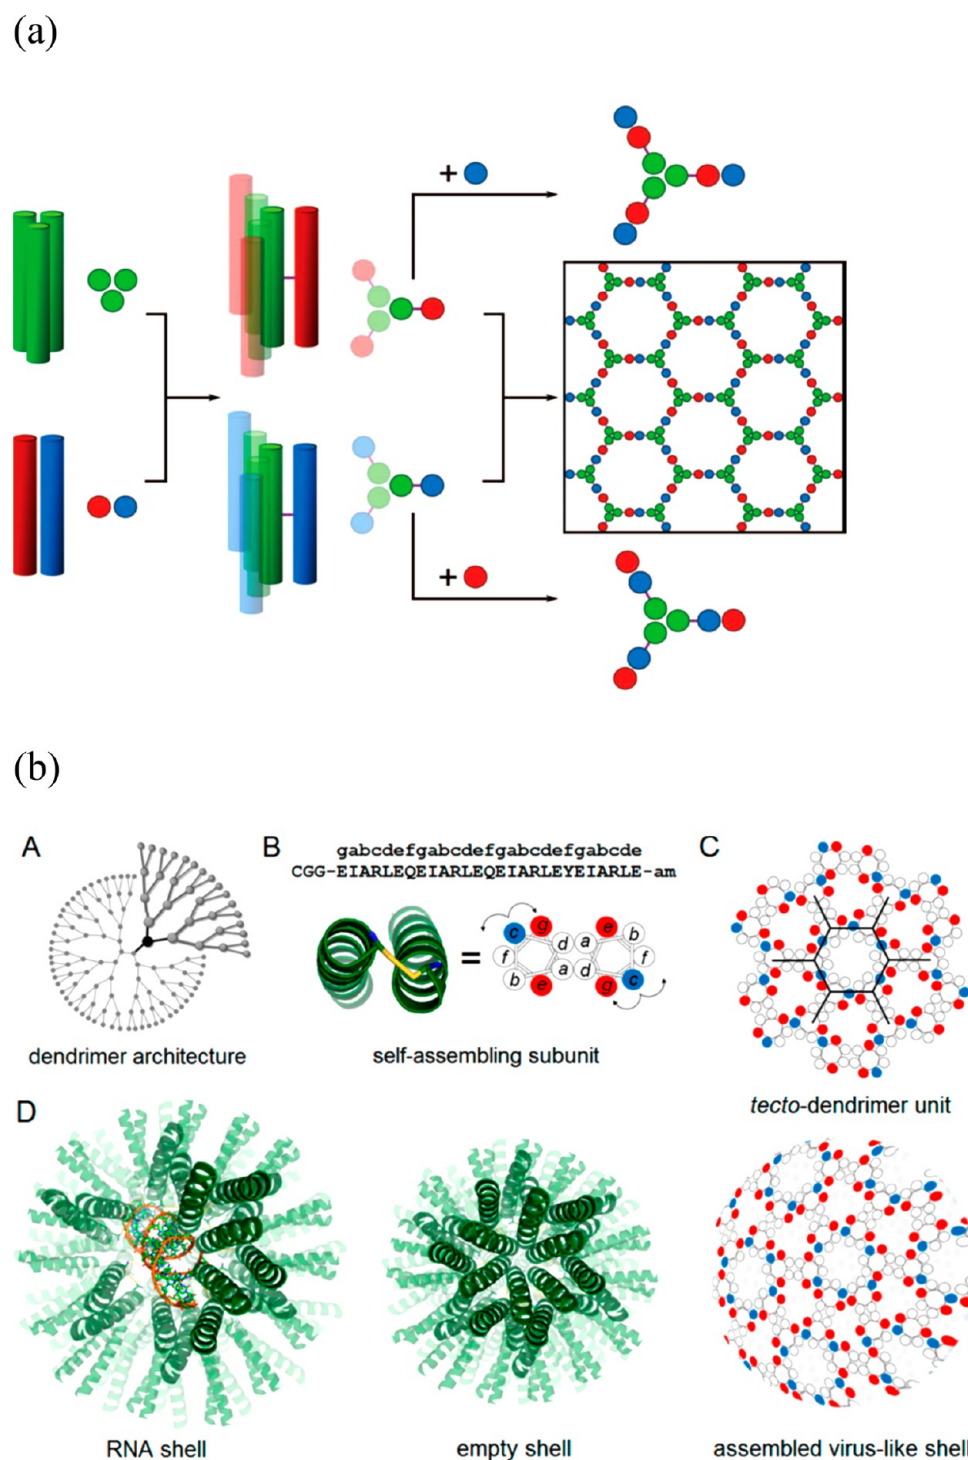 (a)
+
+
(b)
A
B
C
gabcdefgabcdefgabcdefgabcde
CGG-EIARLEQEIARLEQEIARLEYEIARLE-am
c g e b
f d a f
= 
b a d c
e g
dendrimer architecture
self-assembling subunit
tecto-dendrimer unit
D
RNA shell
empty shell
assembled virus-like shell